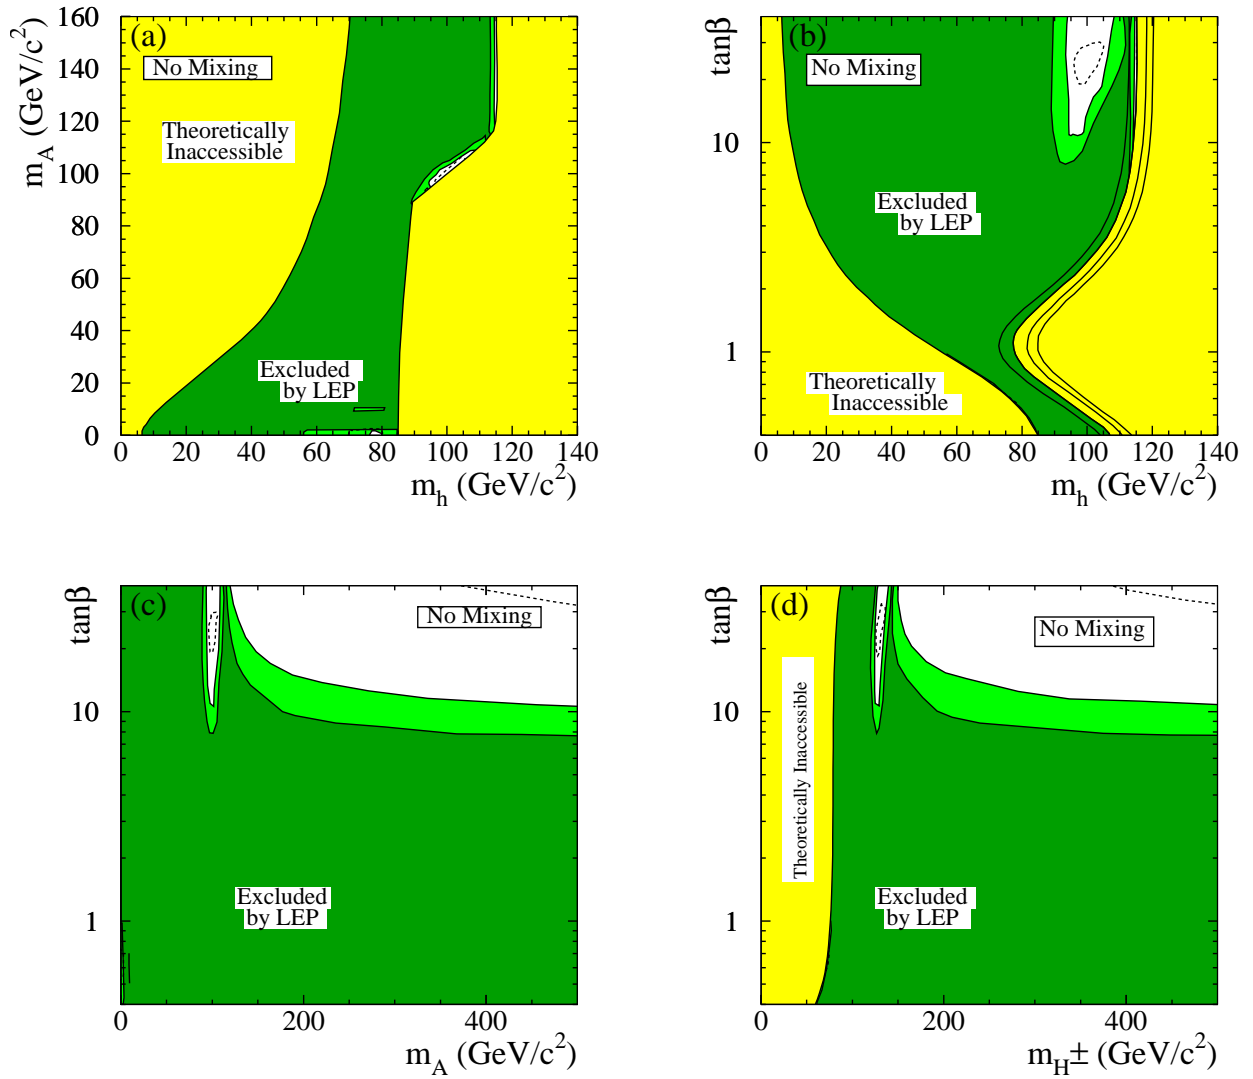 (a)
No Mixing
Theoretically
Inaccessible
Excluded
by LEP
m_A (GeV/c^2)
160
140
120
100
80
60
40
20
0
0 20 40 60 80 100 120 140
m_h (GeV/c^2)
(b)
No Mixing
Excluded
by LEP
Theoretically
Inaccessible
tanβ
10
1
0 20 40 60 80 100 120 140
m_h (GeV/c^2)
(c)
No Mixing
Excluded
by LEP
tanβ
10
1
0 200 400
m_A (GeV/c^2)
(d)
No Mixing
Theoretically Inaccessible
Excluded
by LEP
tanβ
10
1
0 200 400
m_H± (GeV/c^2)